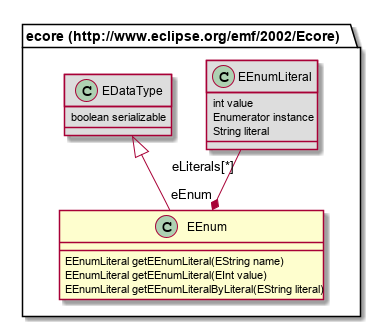 ecore (http://www.eclipse.org/emf/2002/Ecore)
C EDataType
boolean serializable
C EEnumLiteral
int value
Enumerator instance
String literal
eLiterals[*]
eEnum
C EEnum
EEnumLiteral getEEnumLiteral(EString name)
EEnumLiteral getEEnumLiteral(EInt value)
EEnumLiteral getEEnumLiteralByLiteral(EString literal)